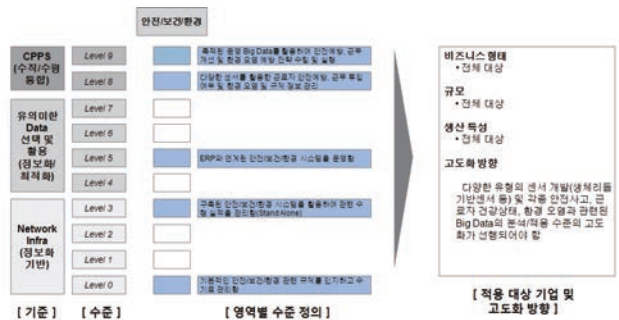 안전/보건/환경
CPPS
(수직/수평
통합)
Level 9
축적된 운영 Big Data를 활용하여 안전예방, 근무
개선 및 환경 오염 예방 전략 수립 및 실행
Level 8
다양한 센서를 활용한 근로자 안전예방, 근무 투입
여부 및 환경 오염 및 규제 정보 관리
유의미한
Data
선택 및
활용
(정보화/
최적화)
Level 7
Level 6
Level 5
ERP와 연계된 안전/보건/환경 시스템을 운영함
Level 4
Network
Infra
(정보화
기반)
Level 3
구축된 안전/보건/환경 시스템을 활용하여 관련 수
행 실적을 관리함(Stand Alone)
Level 2
Level 1
Level 0
기본적인 안전/보건/환경 관련 규제를 인지하고 수
기로 관리함
[ 기준 ]
[ 수준 ]
[ 영역별 수준 정의 ]
비즈니스 형태
• 전체 대상
규모
• 전체 대상
생산 특성
• 전체 대상
고도화 방향
다양한 유형의 센서 개발(생체리듬
기반센서 등) 및 각종 안전사고, 근
로자 건강상태, 환경 오염과 관련된
Big Data의 분석/적용 수준의 고도
화가 선행되어야 함
[ 적용 대상 기업 및
고도화 방향 ]